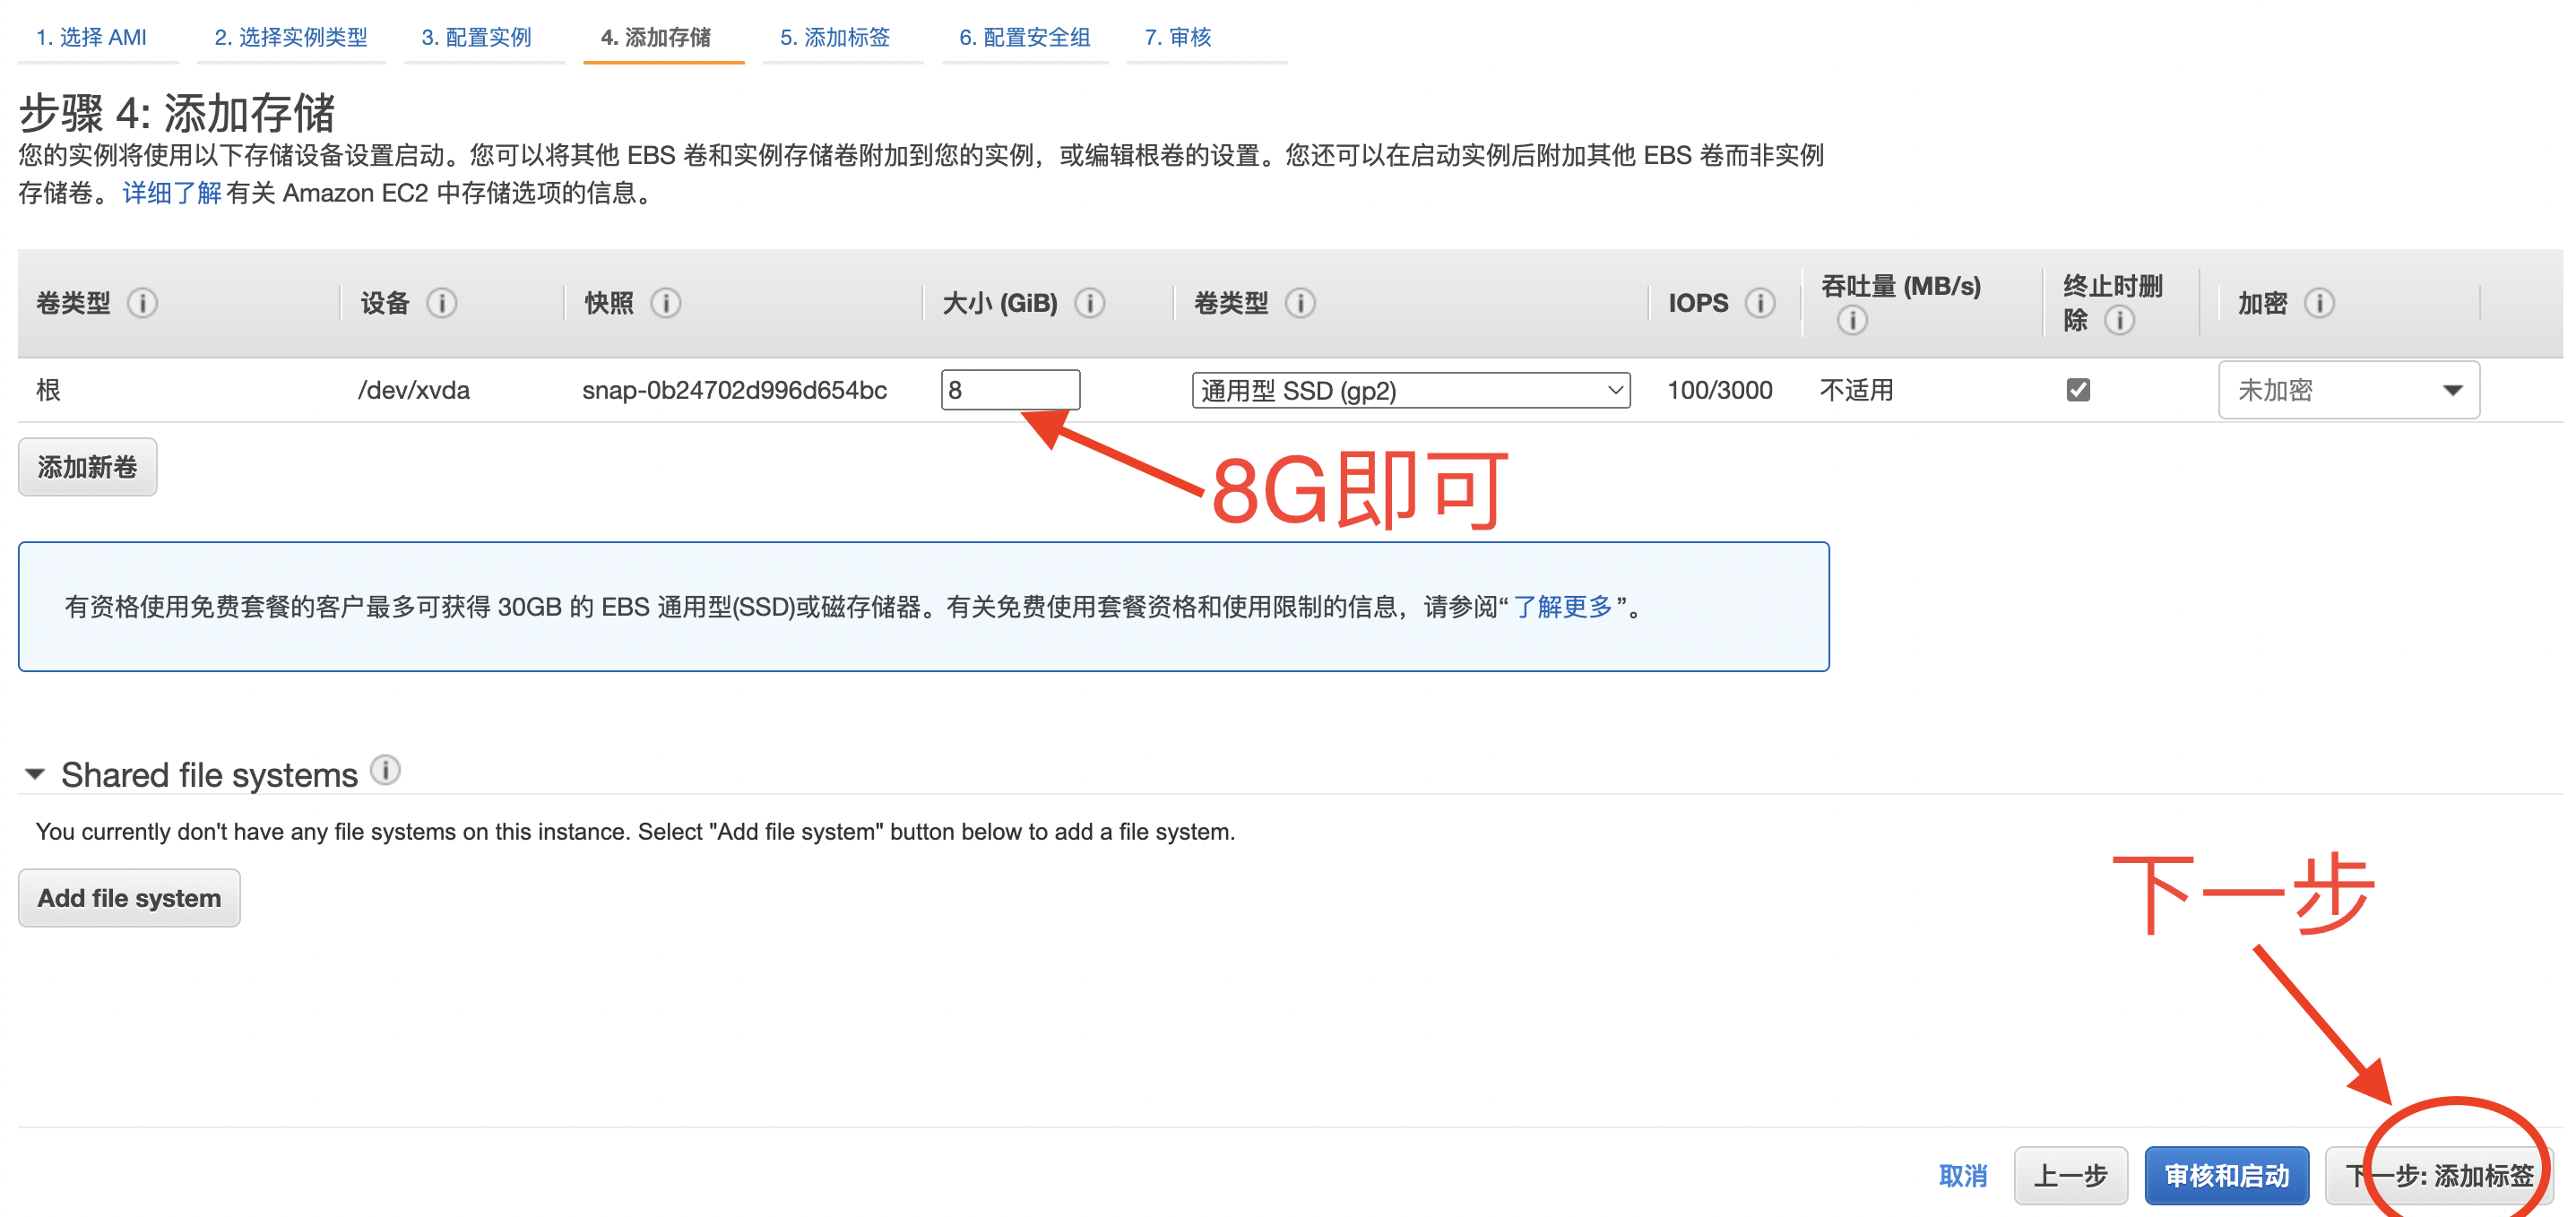 1. 选择 AMI
2. 选择实例类型
3. 配置实例
4. 添加存储
5. 添加标签
6. 配置安全组
7. 审核
步骤 4: 添加存储
您的实例将使用以下存储设备设置启动。您可以将其他 EBS 卷和实例存储卷附加到您的实例，或编辑根卷的设置。您还可以在启动实例后附加其他 EBS 卷而非实例
存储卷。 详细了解 有关 Amazon EC2 中存储选项的信息。
卷类型
设备
快照
大小 (GiB)
卷类型
IOPS
吞吐量 (MB/s)
终止时删
除
加密
根
/dev/xvda
snap-0b24702d996d654bc
8
通用型 SSD (gp2)
100/3000
不适用
未加密
添加新卷
8G即可
有资格使用免费套餐的客户最多可获得 30GB 的 EBS 通用型(SSD)或磁存储器。有关免费使用套餐资格和使用限制的信息，请参阅“ 了解更多 ”。
Shared file systems
You currently don't have any file systems on this instance. Select "Add file system" button below to add a file system.
Add file system
下一步
取消
上一步
审核和启动
下一步: 添加标签